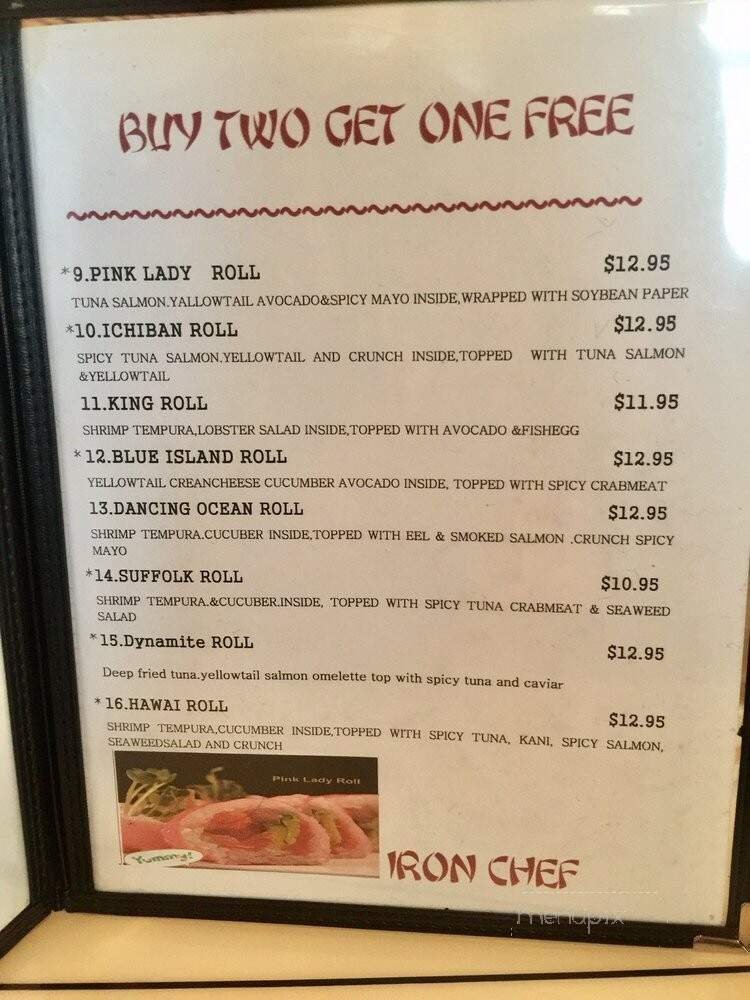 BUY TWO GET ONE FREE
*9.PINK LADY ROLL $12.95
TUNA SALMON.YALLOWTAIL AVOCADO&SPICY MAYO INSIDE,WRAPPED WITH SOYBEAN PAPER
*10.ICHIBAN ROLL $12.95
SPICY TUNA SALMON.YELLOWTAIL AND CRUNCH INSIDE,TOPPED WITH TUNA SALMON
&YELLOWTAIL
11.KING ROLL $11.95
SHRIMP TEMPURA,LOBSTER SALAD INSIDE,TOPPED WITH AVOCADO &FISHEGG
*12.BLUE ISLAND ROLL $12.95
YELLOWTAIL CREANCHEESE CUCUMBER AVOCADO INSIDE, TOPPED WITH SPICY CRABMEAT
13.DANCING OCEAN ROLL $12.95
SHRIMP TEMPURA.CUCUBER INSIDE,TOPPED WITH EEL & SMOKED SALMON .CRUNCH SPICY
MAYO
*14.SUFFOLK ROLL $10.95
SHRIMP TEMPURA.&CUCUBER.INSIDE, TOPPED WITH SPICY TUNA CRABMEAT & SEAWEED
SALAD
*15.Dynamite ROLL $12.95
Deep fried tuna.yellowtail salmon omelette top with spicy tuna and caviar
*16.HAWAI ROLL $12.95
SHRIMP TEMPURA,CUCUMBER INSIDE,TOPPED WITH SPICY TUNA, KANI, SPICY SALMON,
SEAWEEDSALAD AND CRUNCH
Pink Lady Roll
Yummy!
IRON CHEF
menupix